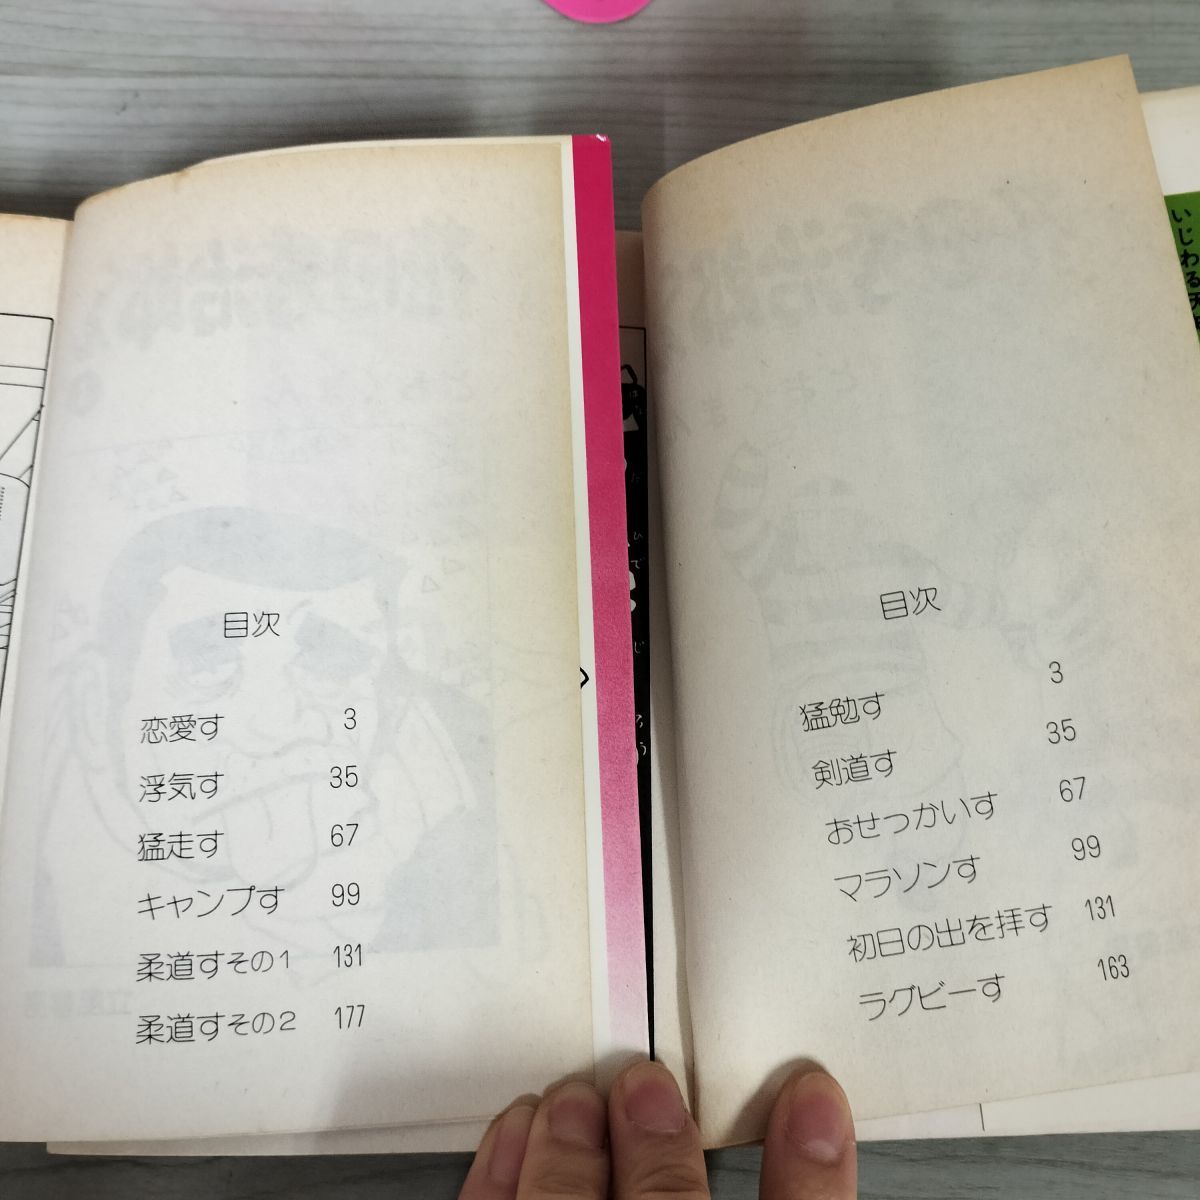 目次
恋愛す 3
浮気す 35
猛走す 67
キャンプす 99
柔道すその1 131
柔道すその2 177
目次
猛勉す 3
剣道す 35
おせっかいす 67
マラソンす 99
初日の出を拝す 131
ラグビーす 163
いじわる